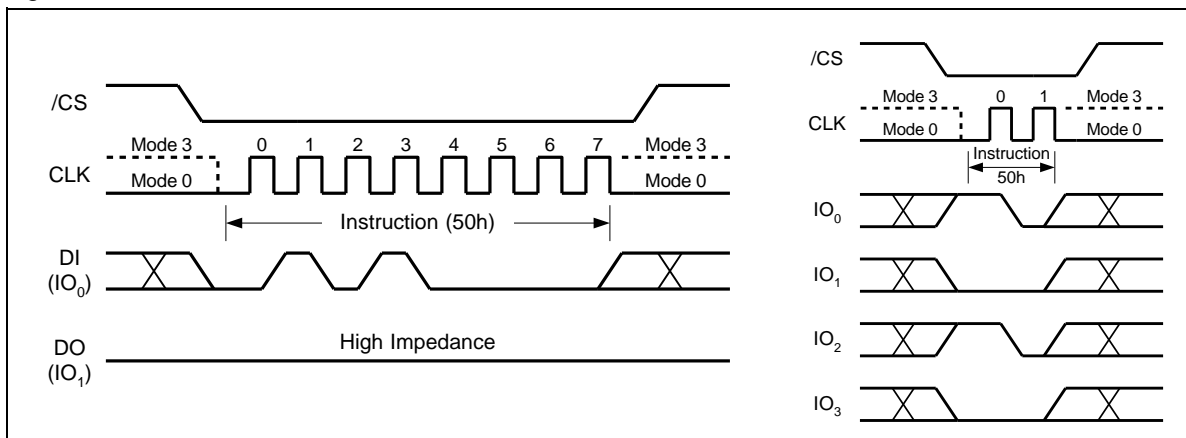 /CS
Mode 3 0 1 2 3 4 5 6 7 Mode 3
CLK Mode 0 Mode 0
Instruction (50h)
DI
(IO0)
High Impedance
DO
(IO1)
/CS
Mode 3 0 1 Mode 3
CLK Mode 0 Mode 0
Instruction
50h
IO0
IO1
IO2
IO3